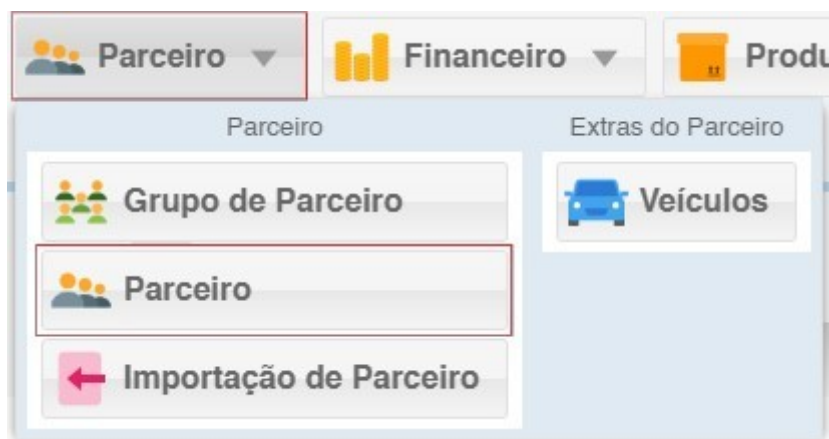 Parceiro
Financeiro
Parceiro
Extras do Parceiro
Grupo de Parceiro
Veículos
Parceiro
Importação de Parceiro